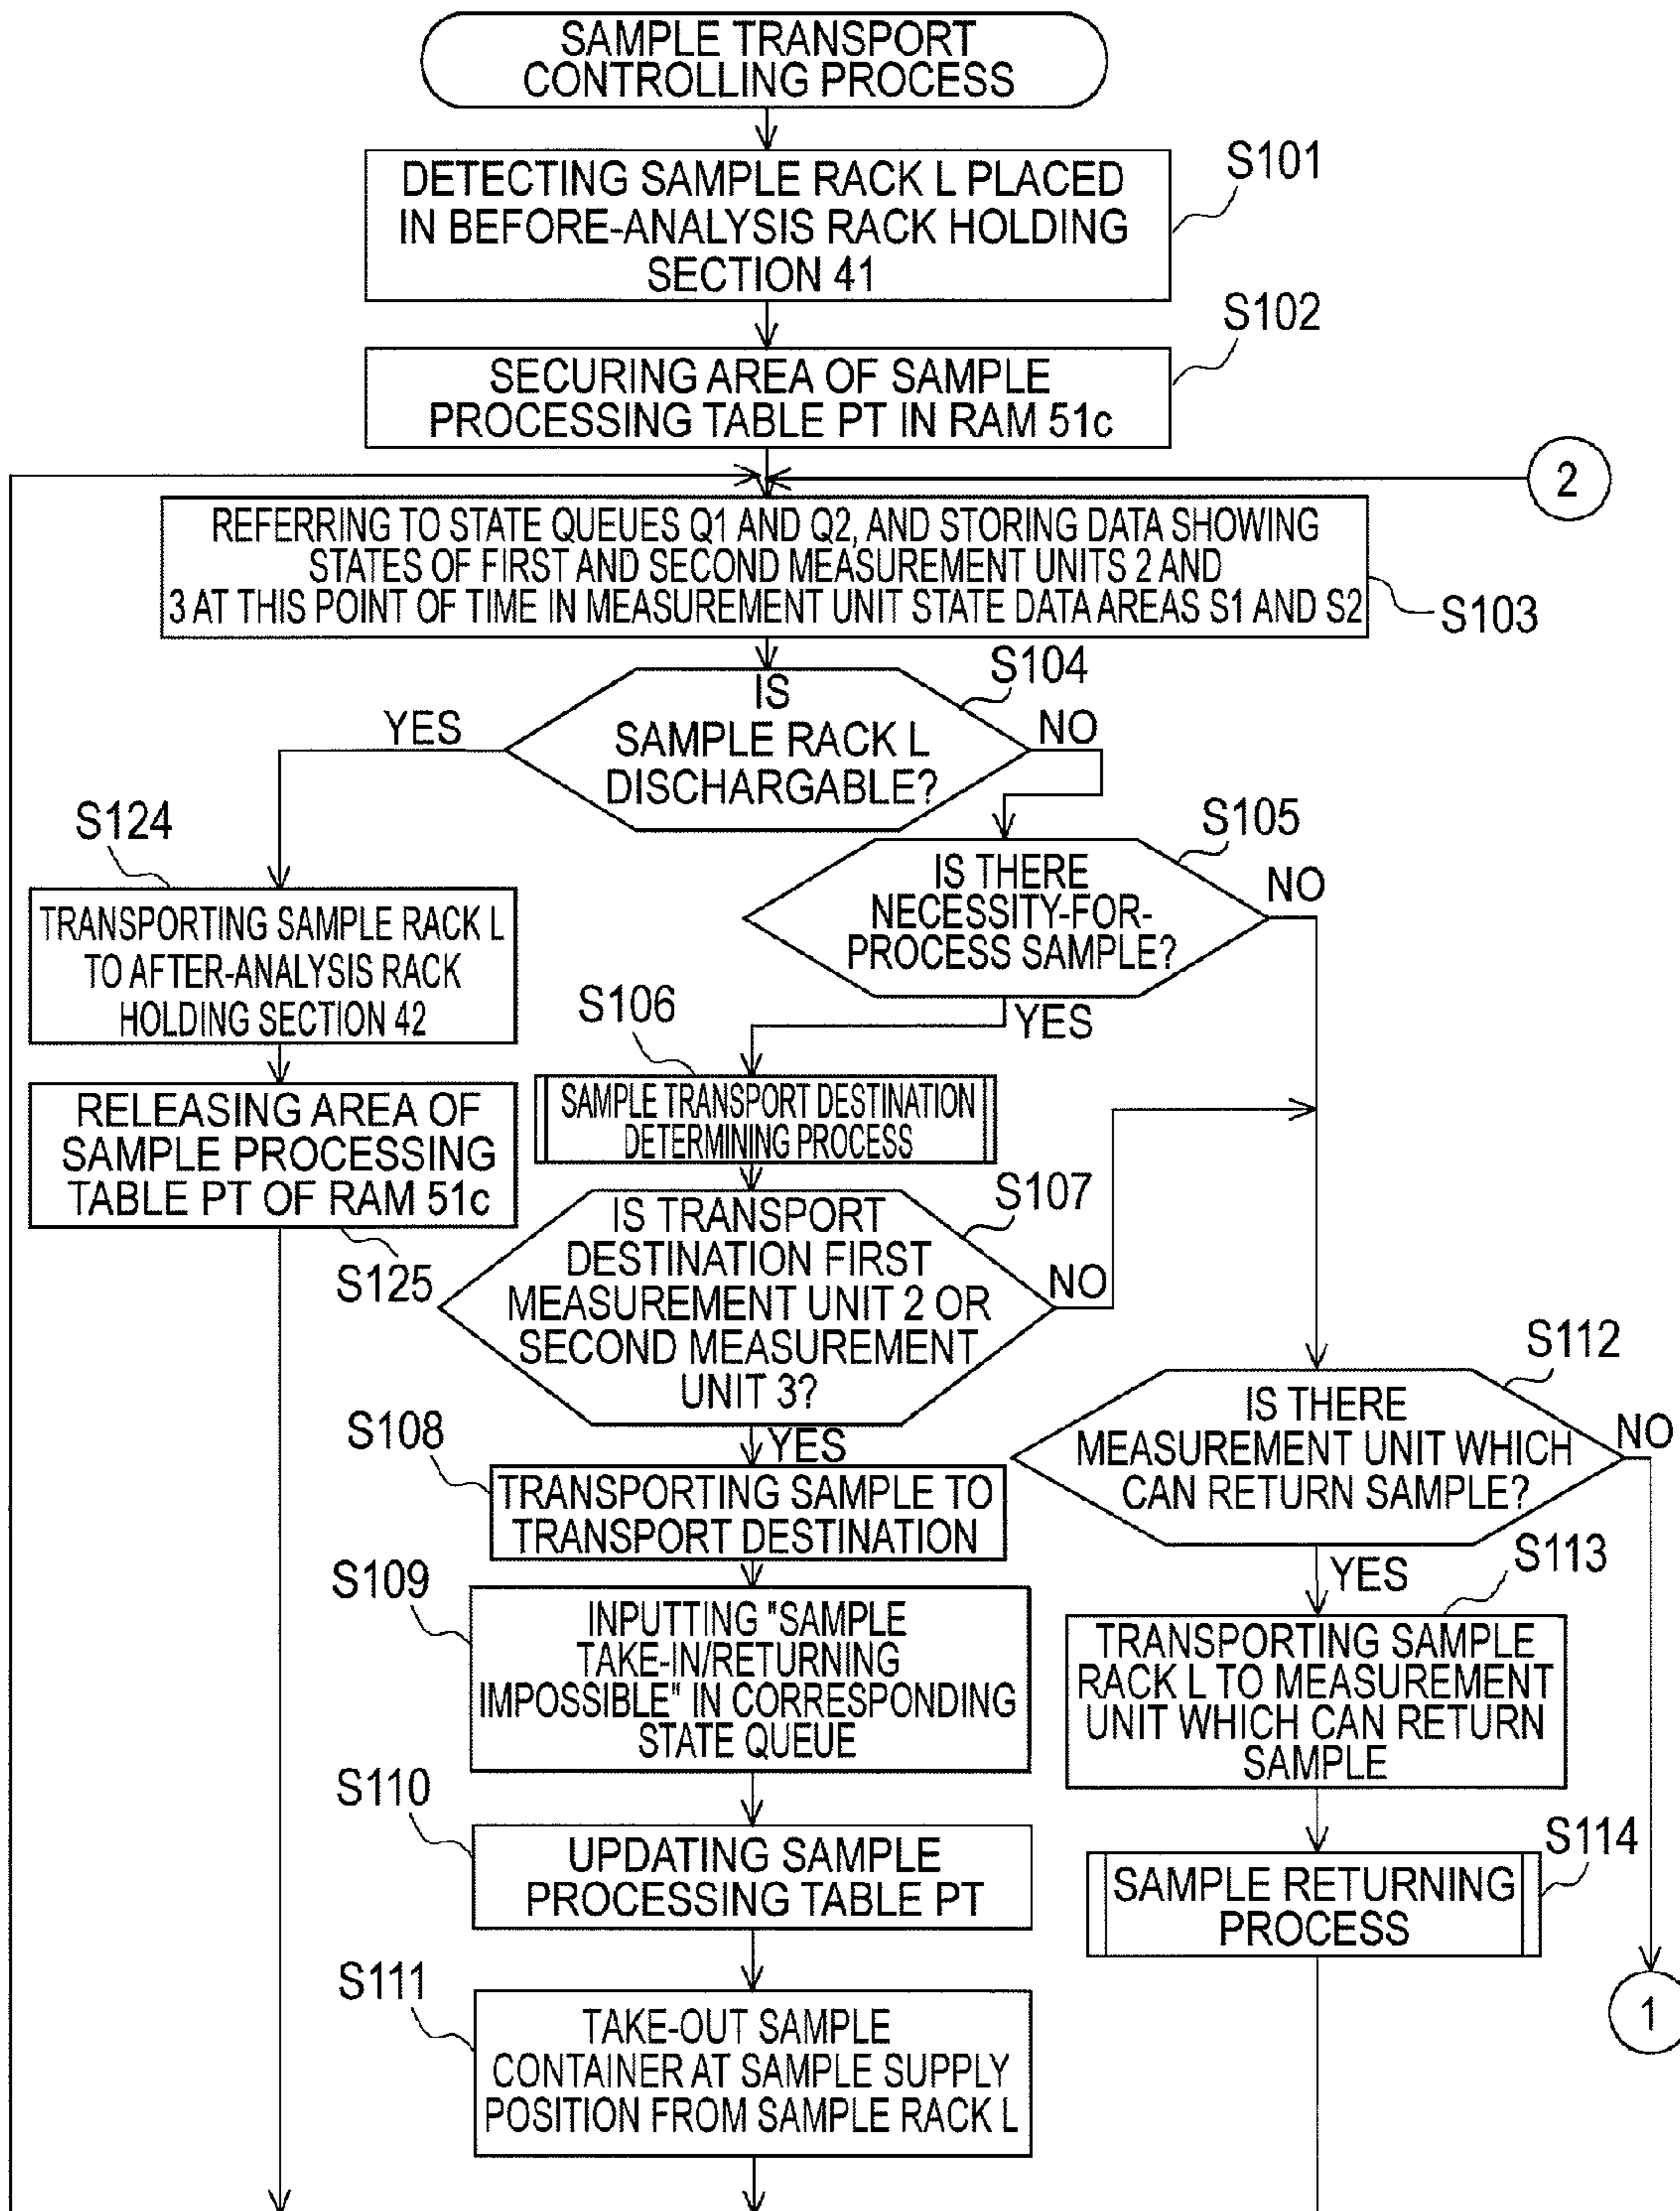 SAMPLE TRANSPORT
CONTROLLING PROCESS
DETECTING SAMPLE RACK L PLACED
IN BEFORE-ANALYSIS RACK HOLDING
SECTION 41
S101
SECURING AREA OF SAMPLE
PROCESSING TABLE PT IN RAM 51c
S102
2
REFERRING TO STATE QUEUES Q1 AND Q2, AND STORING DATA SHOWING
STATES OF FIRST AND SECOND MEASUREMENT UNITS 2 AND
3 AT THIS POINT OF TIME IN MEASUREMENT UNIT STATE DATA AREAS S1 AND S2
S103
IS
SAMPLE RACK L
DISCHARGABLE?
S104
YES
NO
S124
TRANSPORTING SAMPLE RACK L
TO AFTER-ANALYSIS RACK
HOLDING SECTION 42
RELEASING AREA OF
SAMPLE PROCESSING
TABLE PT OF RAM 51c
S125
IS THERE
NECESSITY-FOR-
PROCESS SAMPLE?
S105
NO
YES
S106
SAMPLE TRANSPORT DESTINATION
DETERMINING PROCESS
IS TRANSPORT
DESTINATION FIRST
MEASUREMENT UNIT 2 OR
SECOND MEASUREMENT
UNIT 3?
S107
NO
YES
S108
TRANSPORTING SAMPLE TO
TRANSPORT DESTINATION
S109
INPUTTING "SAMPLE
TAKE-IN/RETURNING
IMPOSSIBLE" IN CORRESPONDING
STATE QUEUE
S110
UPDATING SAMPLE
PROCESSING TABLE PT
S111
TAKE-OUT SAMPLE
CONTAINER AT SAMPLE SUPPLY
POSITION FROM SAMPLE RACK L
S112
IS THERE
MEASUREMENT UNIT WHICH
CAN RETURN SAMPLE?
NO
YES
S113
TRANSPORTING SAMPLE
RACK L TO MEASUREMENT
UNIT WHICH CAN RETURN
SAMPLE
S114
SAMPLE RETURNING
PROCESS
1